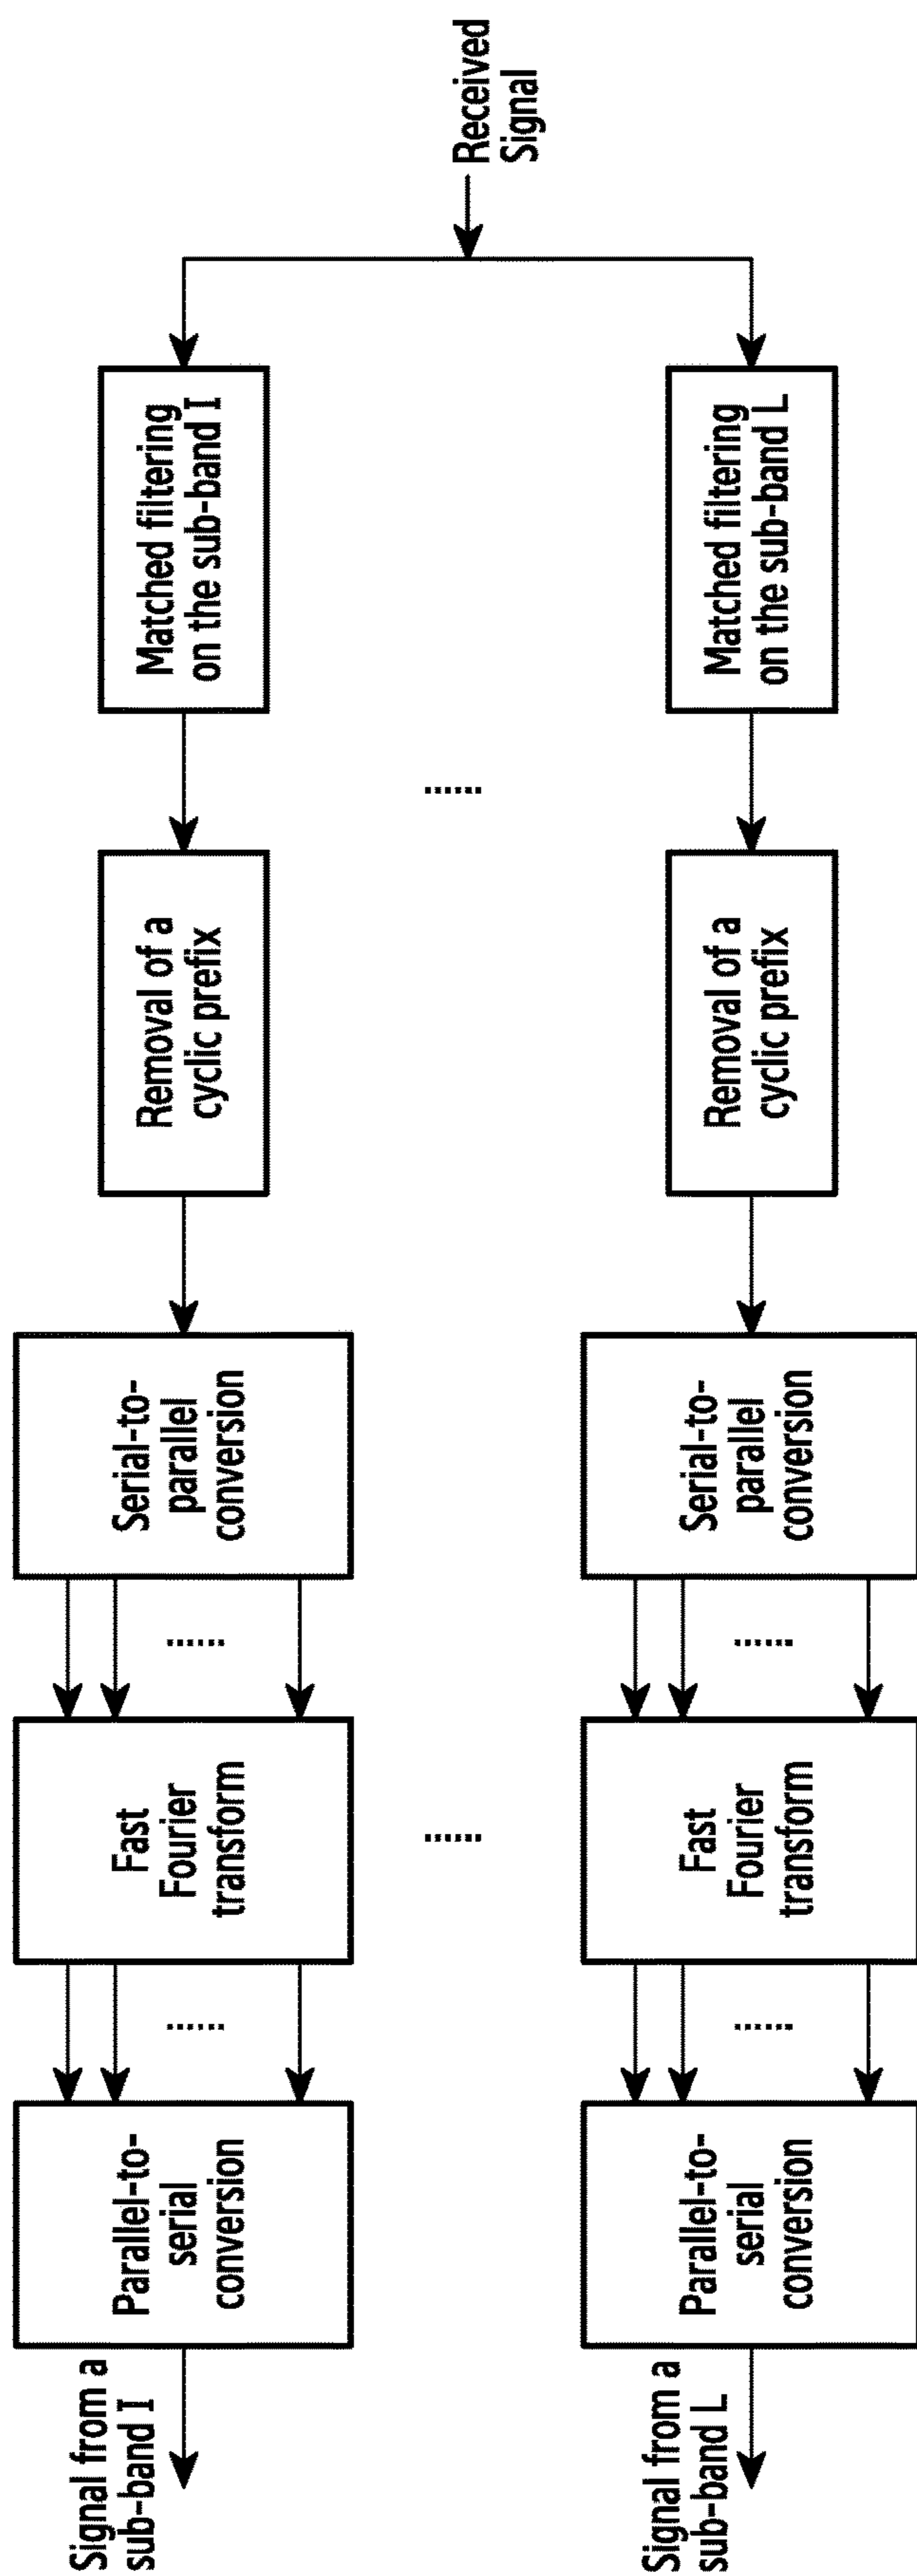 Received
Signal
Matched filtering
on the sub-band I
Removal of a
cyclic prefix
Serial-to-
parallel
conversion
Fast
Fourier
transform
Parallel-to-
serial
conversion
Signal from a
sub-band I
Matched filtering
on the sub-band L
Removal of a
cyclic prefix
Serial-to-
parallel
conversion
Fast
Fourier
transform
Parallel-to-
serial
conversion
Signal from a
sub-band L